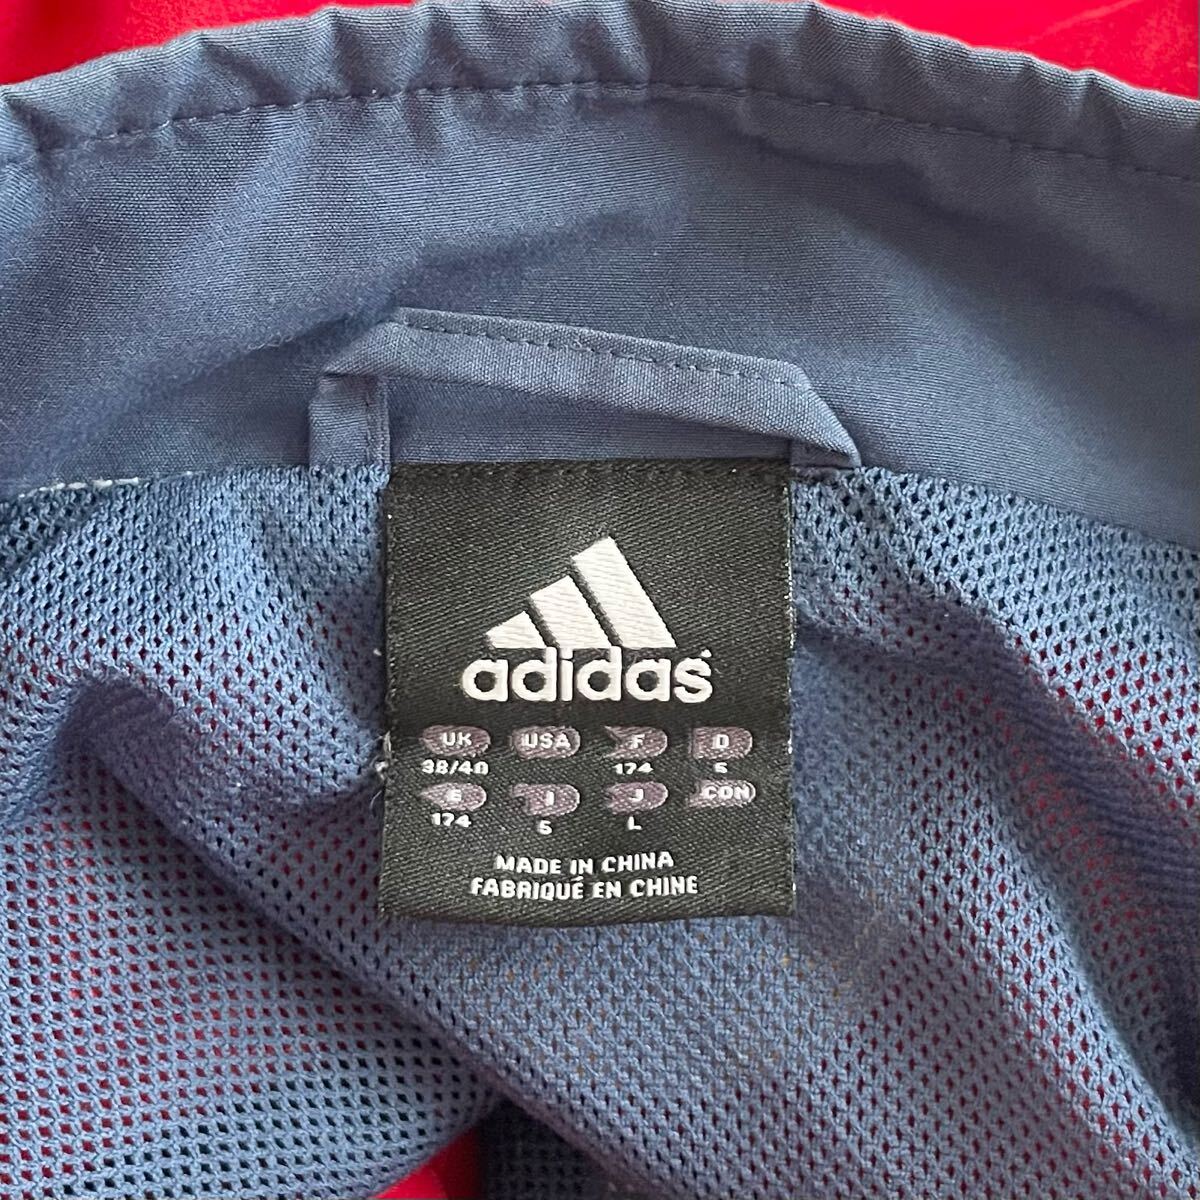 adidas
UK USA F D
38/40 174 5
E I J CON
174 5 L
MADE IN CHINA
FABRIQUÉ EN CHINE